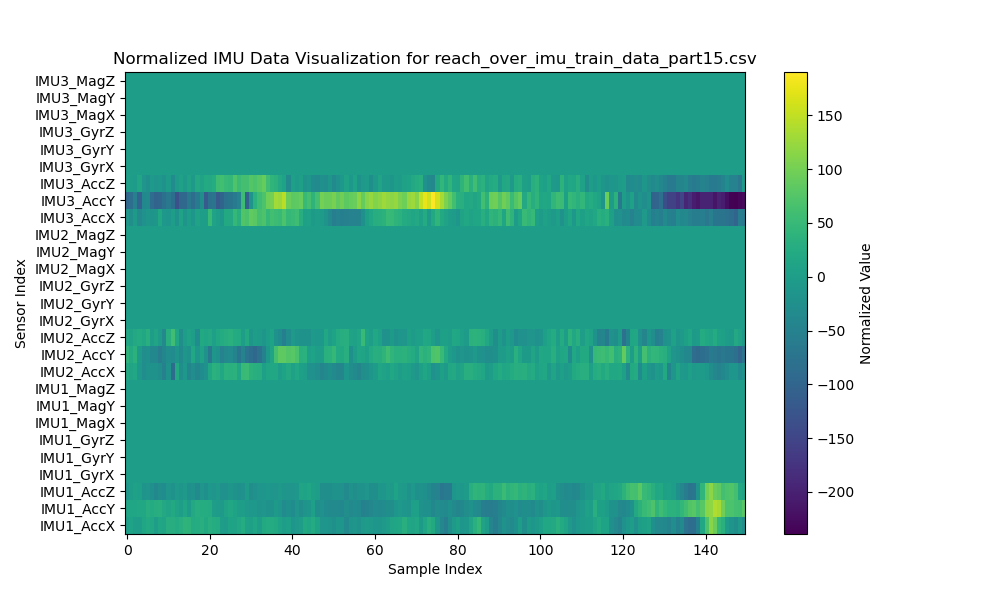 Normalized IMU Data Visualization for reach_over_imu_train_data_part15.csv
IMU3_MagZ
IMU3_MagY
IMU3_MagX
IMU3_GyrZ
IMU3_GyrY
IMU3_GyrX
IMU3_AccZ
IMU3_AccY
IMU3_AccX
IMU2_MagZ
IMU2_MagY
IMU2_MagX
IMU2_GyrZ
IMU2_GyrY
IMU2_GyrX
IMU2_AccZ
IMU2_AccY
IMU2_AccX
IMU1_MagZ
IMU1_MagY
IMU1_MagX
IMU1_GyrZ
IMU1_GyrY
IMU1_GyrX
IMU1_AccZ
IMU1_AccY
IMU1_AccX
Sensor Index
0 20 40 60 80 100 120 140
Sample Index
150
100
50
0
−50
−100
−150
−200
Normalized Value